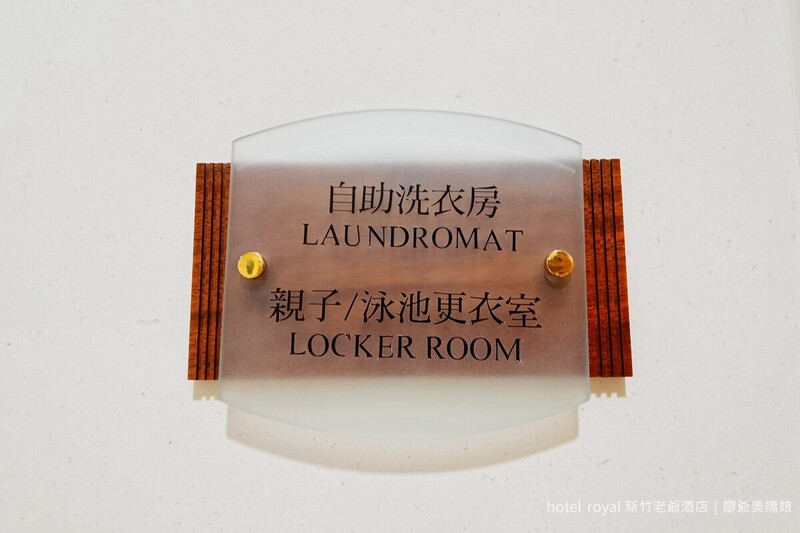 自助洗衣房
LAUNDROMAT
親子/泳池更衣室
LOCKER ROOM
hotel royal 新竹老爺酒店 | 廖爺美嬌娘